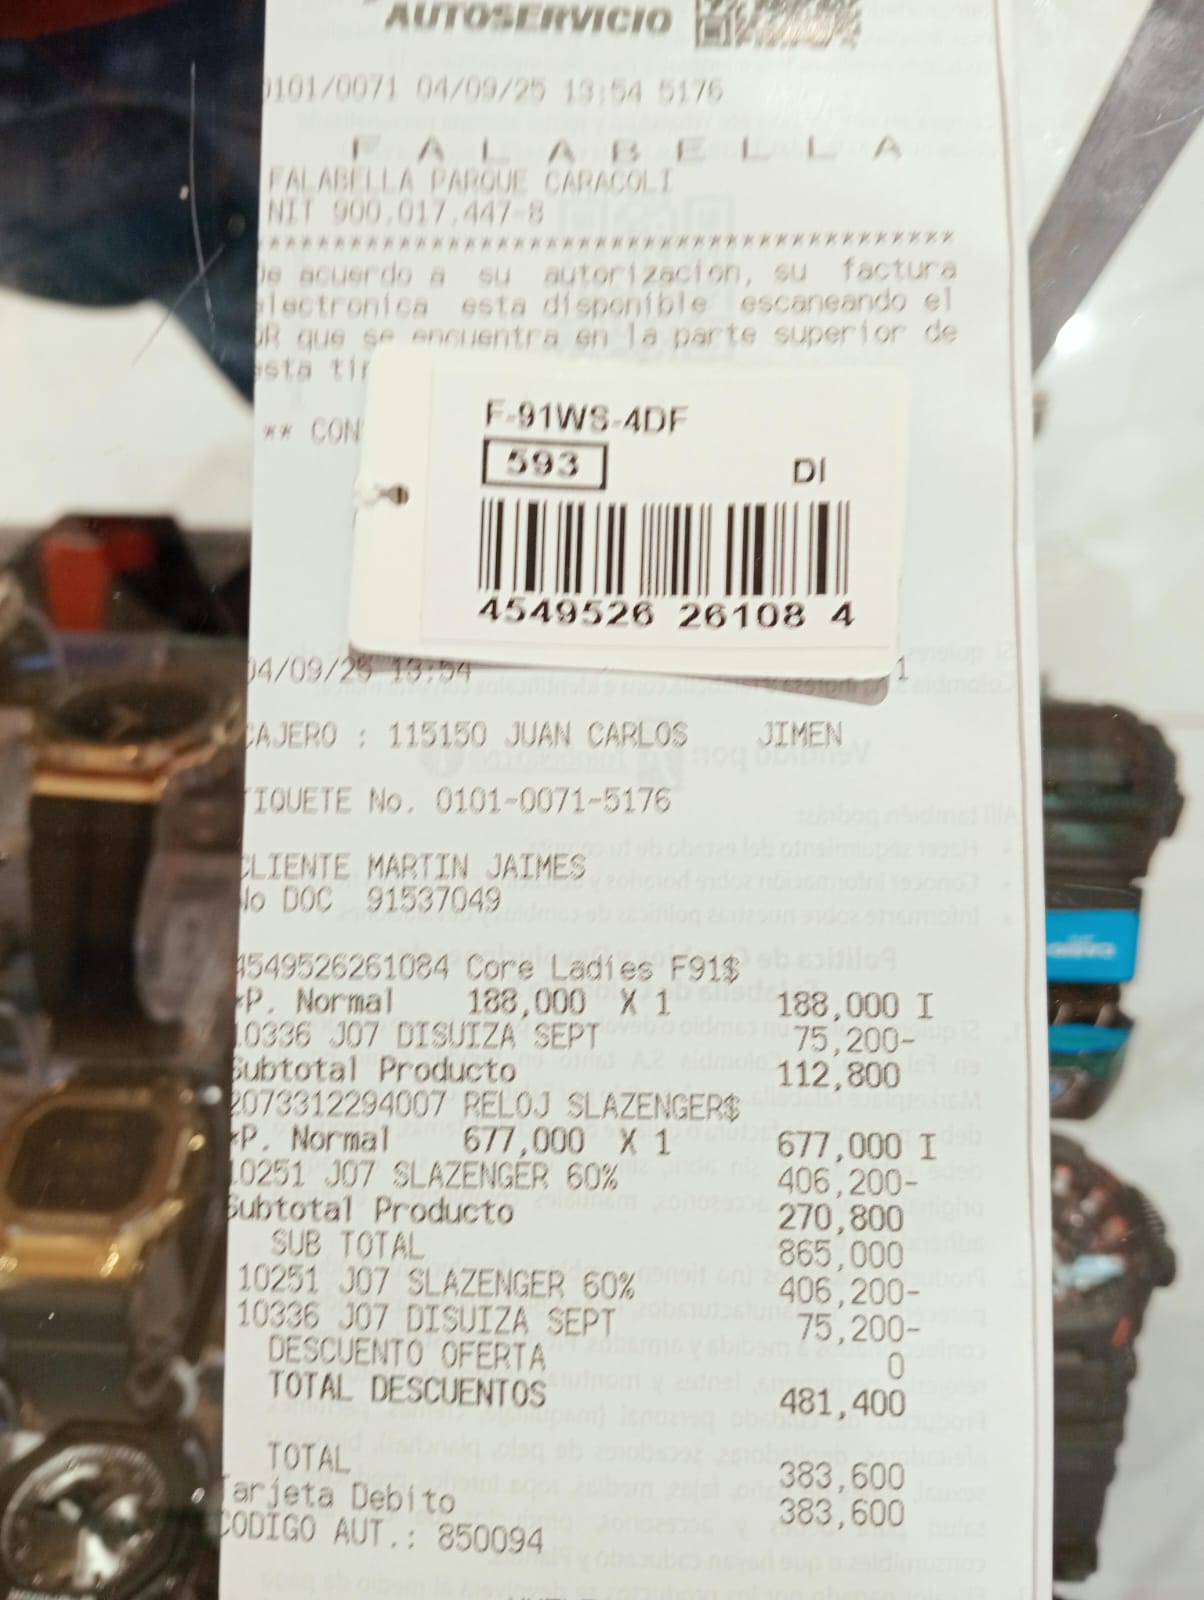 AUTOSERVICIO
0101/0071 04/09/25 13:54 5176
FALABELLA
FALABELLA PARQUE CARACOLI
NIT 900.017.447-8
****************************************
De acuerdo a su autorizacion, su factura
electronica esta disponible escaneando el
QR que se encuentra en la parte superior de
esta tir
** CON
F-91WS-4DF
593 DI
4549526 26108 4
04/09/25 13:54 1
CAJERO : 115150 JUAN CARLOS JIMEN
TIQUETE No. 0101-0071-5176
CLIENTE MARTIN JAIMES
No DOC 91537049
4549526261084 Core Ladies F91$
*P. Normal 188,000 X 1 188,000 I
10336 J07 DISUIZA SEPT 75,200-
Subtotal Producto 112,800
2073312294007 RELOJ SLAZENGER$
*P. Normal 677,000 X 1 677,000 I
10251 J07 SLAZENGER 60% 406,200-
Subtotal Producto 270,800
SUB TOTAL 865,000
10251 J07 SLAZENGER 60% 406,200-
10336 J07 DISUIZA SEPT 75,200-
DESCUENTO OFERTA 0
TOTAL DESCUENTOS 481,400
TOTAL 383,600
Tarjeta Debito 383,600
CODIGO AUT.: 850094